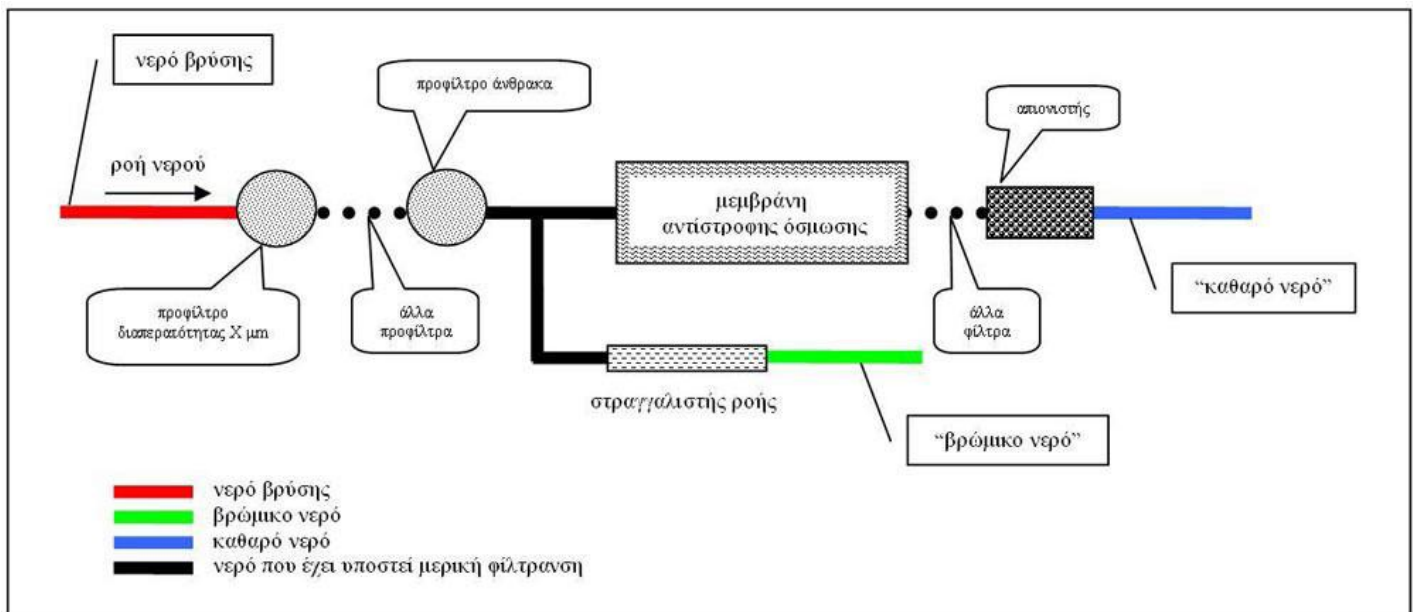 νερό βρύσης
προφίλτρο άνθρακα
απιονιστής
ροή νερού
μεμβράνη
αντίστροφης όσμωσης
προφίλτρο
διαπερατότητας X μm
άλλα
προφίλτρα
άλλα
φίλτρα
“καθαρό νερό”
στραγγαλιστής ροής
“βρώμικο νερό”
νερό βρύσης
βρώμικο νερό
καθαρό νερό
νερό που έχει υποστεί μερική φίλτρανση